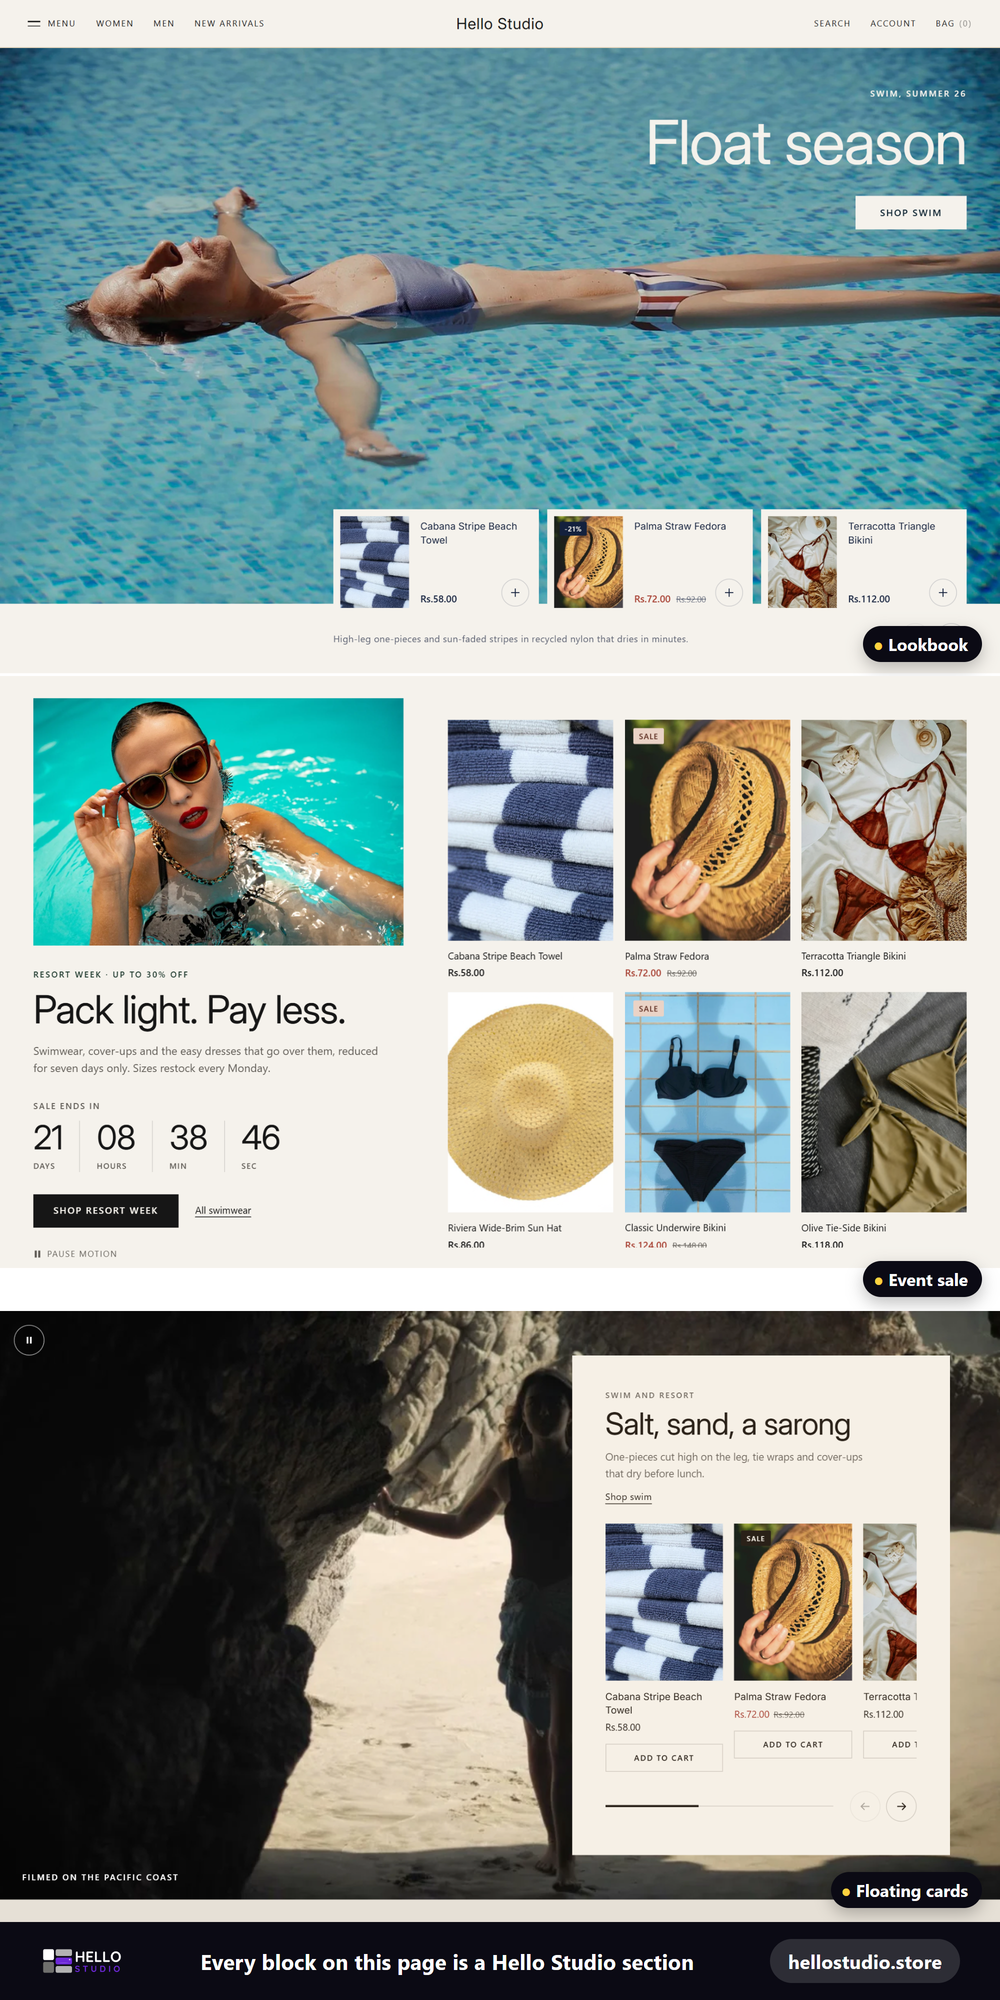 MENU WOMEN MEN NEW ARRIVALS
Hello Studio
SEARCH ACCOUNT BAG (0)
SWIM, SUMMER 26
Float season
SHOP SWIM
Cabana Stripe Beach
Towel
Rs.58.00
+
-21%
Palma Straw Fedora
Rs.72.00 Rs.92.00
+
Terracotta Triangle
Bikini
Rs.112.00
+
High-leg one-pieces and sun-faded stripes in recycled nylon that dries in minutes.
Lookbook
RESORT WEEK · UP TO 30% OFF
Pack light. Pay less.
Swimwear, cover-ups and the easy dresses that go over them, reduced
for seven days only. Sizes restock every Monday.
SALE ENDS IN
21 08 38 46
DAYS HOURS MIN SEC
SHOP RESORT WEEK All swimwear
PAUSE MOTION
SALE
Cabana Stripe Beach Towel
Rs.58.00
Palma Straw Fedora
Rs.72.00 Rs.92.00
Terracotta Triangle Bikini
Rs.112.00
SALE
Riviera Wide-Brim Sun Hat
Rs.86.00
Classic Underwire Bikini
Rs.124.00 Rs.148.00
Olive Tie-Side Bikini
Rs.118.00
Event sale
SWIM AND RESORT
Salt, sand, a sarong
One-pieces cut high on the leg, tie wraps and cover-ups
that dry before lunch.
Shop swim
SALE
Cabana Stripe Beach
Towel
Rs.58.00
ADD TO CART
Palma Straw Fedora
Rs.72.00 Rs.92.00
ADD TO CART
Terracotta
Rs.112.00
ADD
FILMED ON THE PACIFIC COAST
Floating cards
HELLO
STUDIO
Every block on this page is a Hello Studio section
hellostudio.store